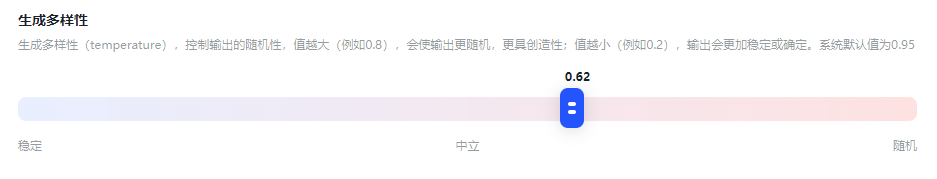 生成多样性
生成多样性（temperature），控制输出的随机性，值越大（例如0.8），会使输出更随机，更具创造性；值越小（例如0.2），输出会更加稳定或确定。系统默认值为0.95
0.62
稳定 中立 随机